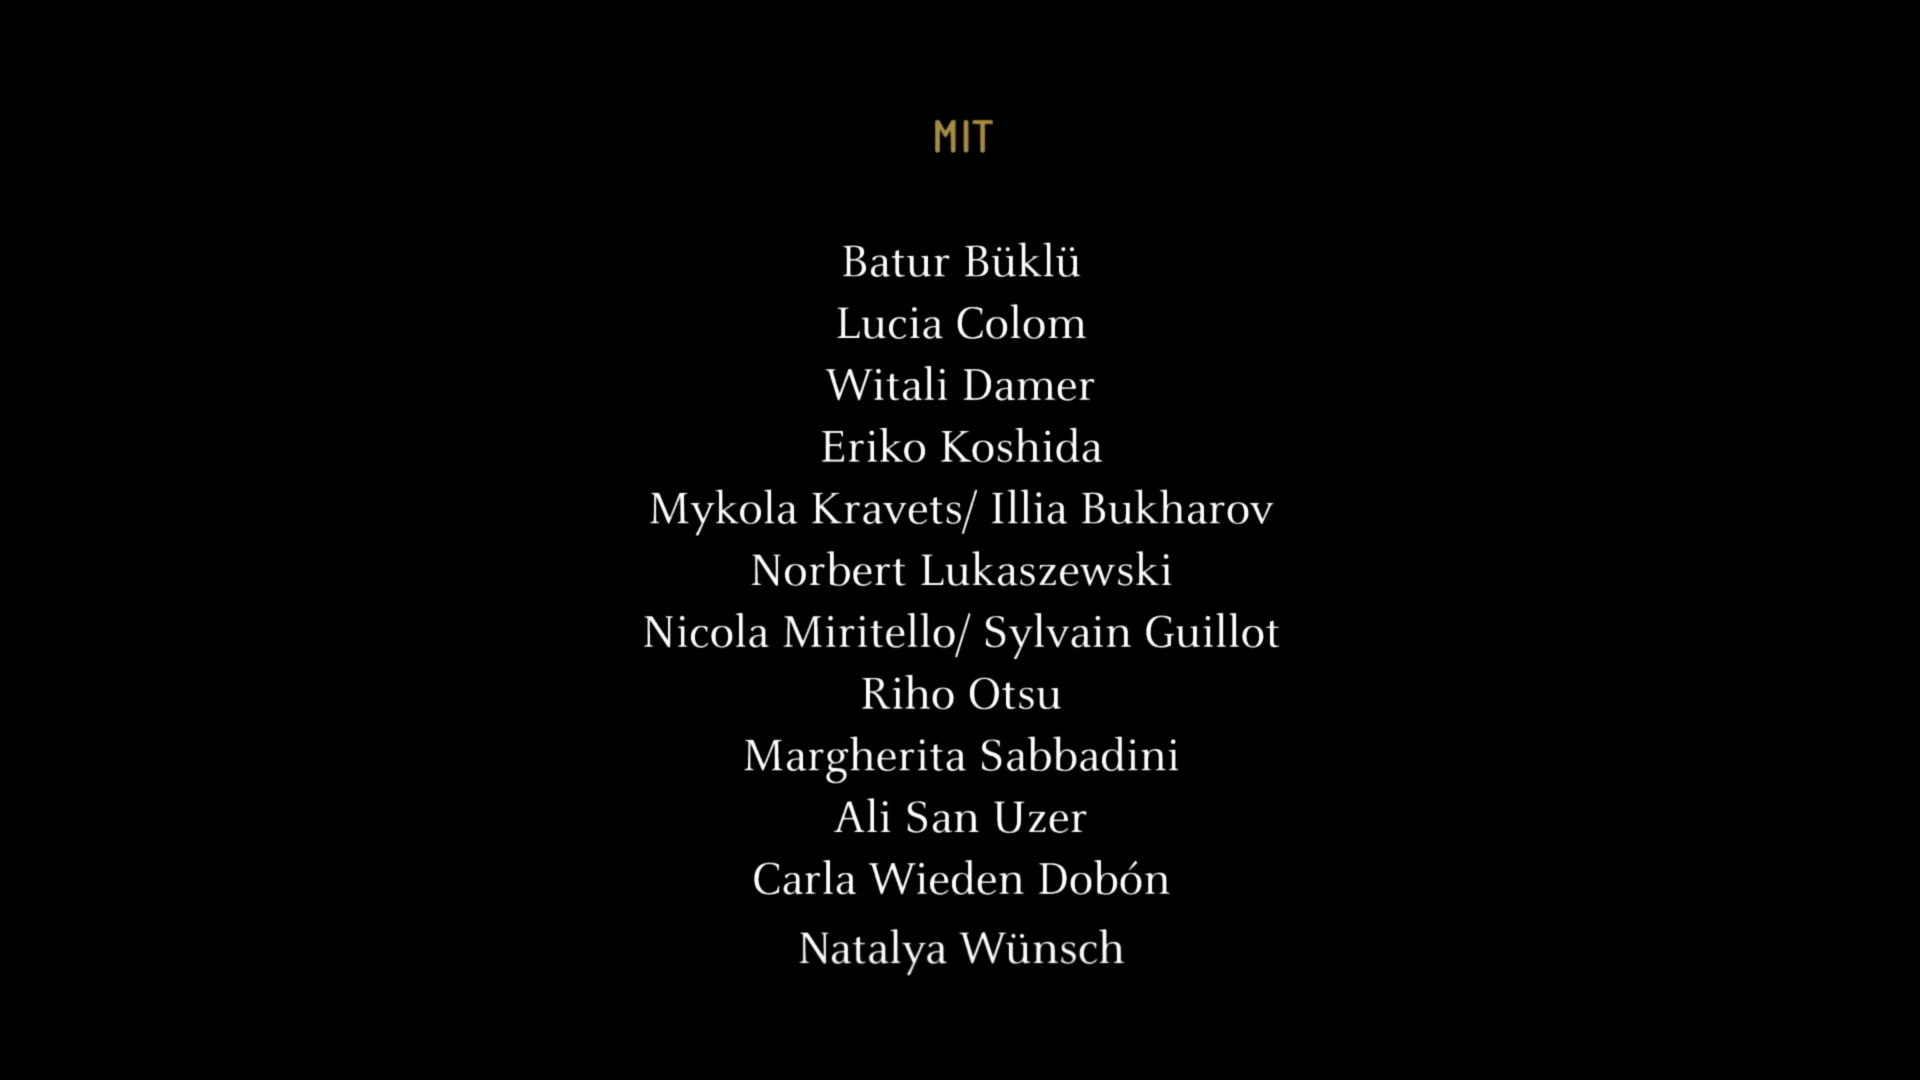 MIT
Batur Büklü
Lucia Colom
Witali Damer
Eriko Koshida
Mykola Kravets/ Illia Bukharov
Norbert Lukaszewski
Nicola Miritello/ Sylvain Guillot
Riho Otsu
Margherita Sabbadini
Ali San Uzer
Carla Wieden Dobón
Natalya Wünsch